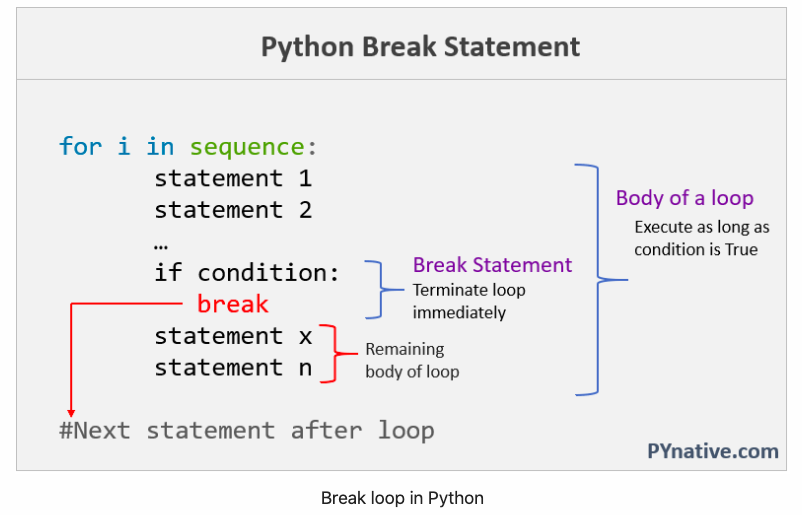 Python Break Statement
for i in sequence:
statement 1
statement 2
…
if condition:
break
statement x
statement n
#Next statement after loop
Break Statement
Terminate loop
immediately
Remaining
body of loop
Body of a loop
Execute as long as
condition is True
PYnative.com
Break loop in Python